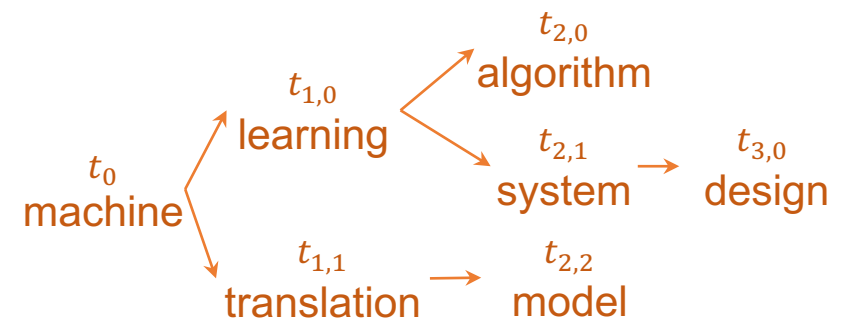 t_0
machine
t_{1,0}
learning
t_{1,1}
translation
t_{2,0}
algorithm
t_{2,1}
system
t_{2,2}
model
t_{3,0}
design